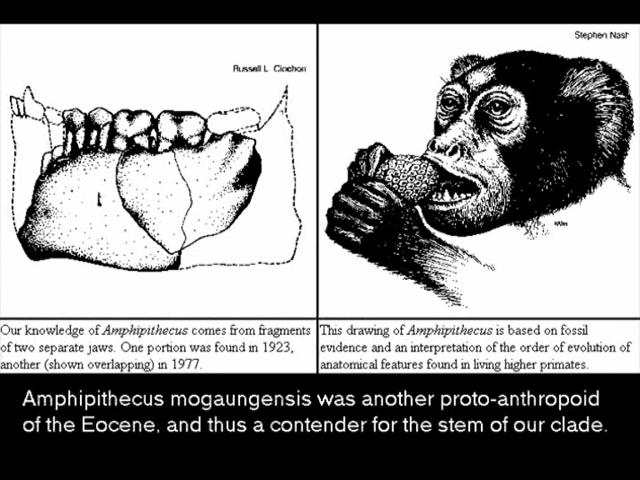 Stephen Nash
Russell L. Ciochon
Our knowledge of Amphipithecus comes from fragments
of two separate jaws. One portion was found in 1923,
another (shown overlapping) in 1977.
This drawing of Amphipithecus is based on fossil
evidence and an interpretation of the order of evolution of
anatomical features found in living higher primates.
Amphipithecus mogaungensis was another proto-anthropoid
of the Eocene, and thus a contender for the stem of our clade.